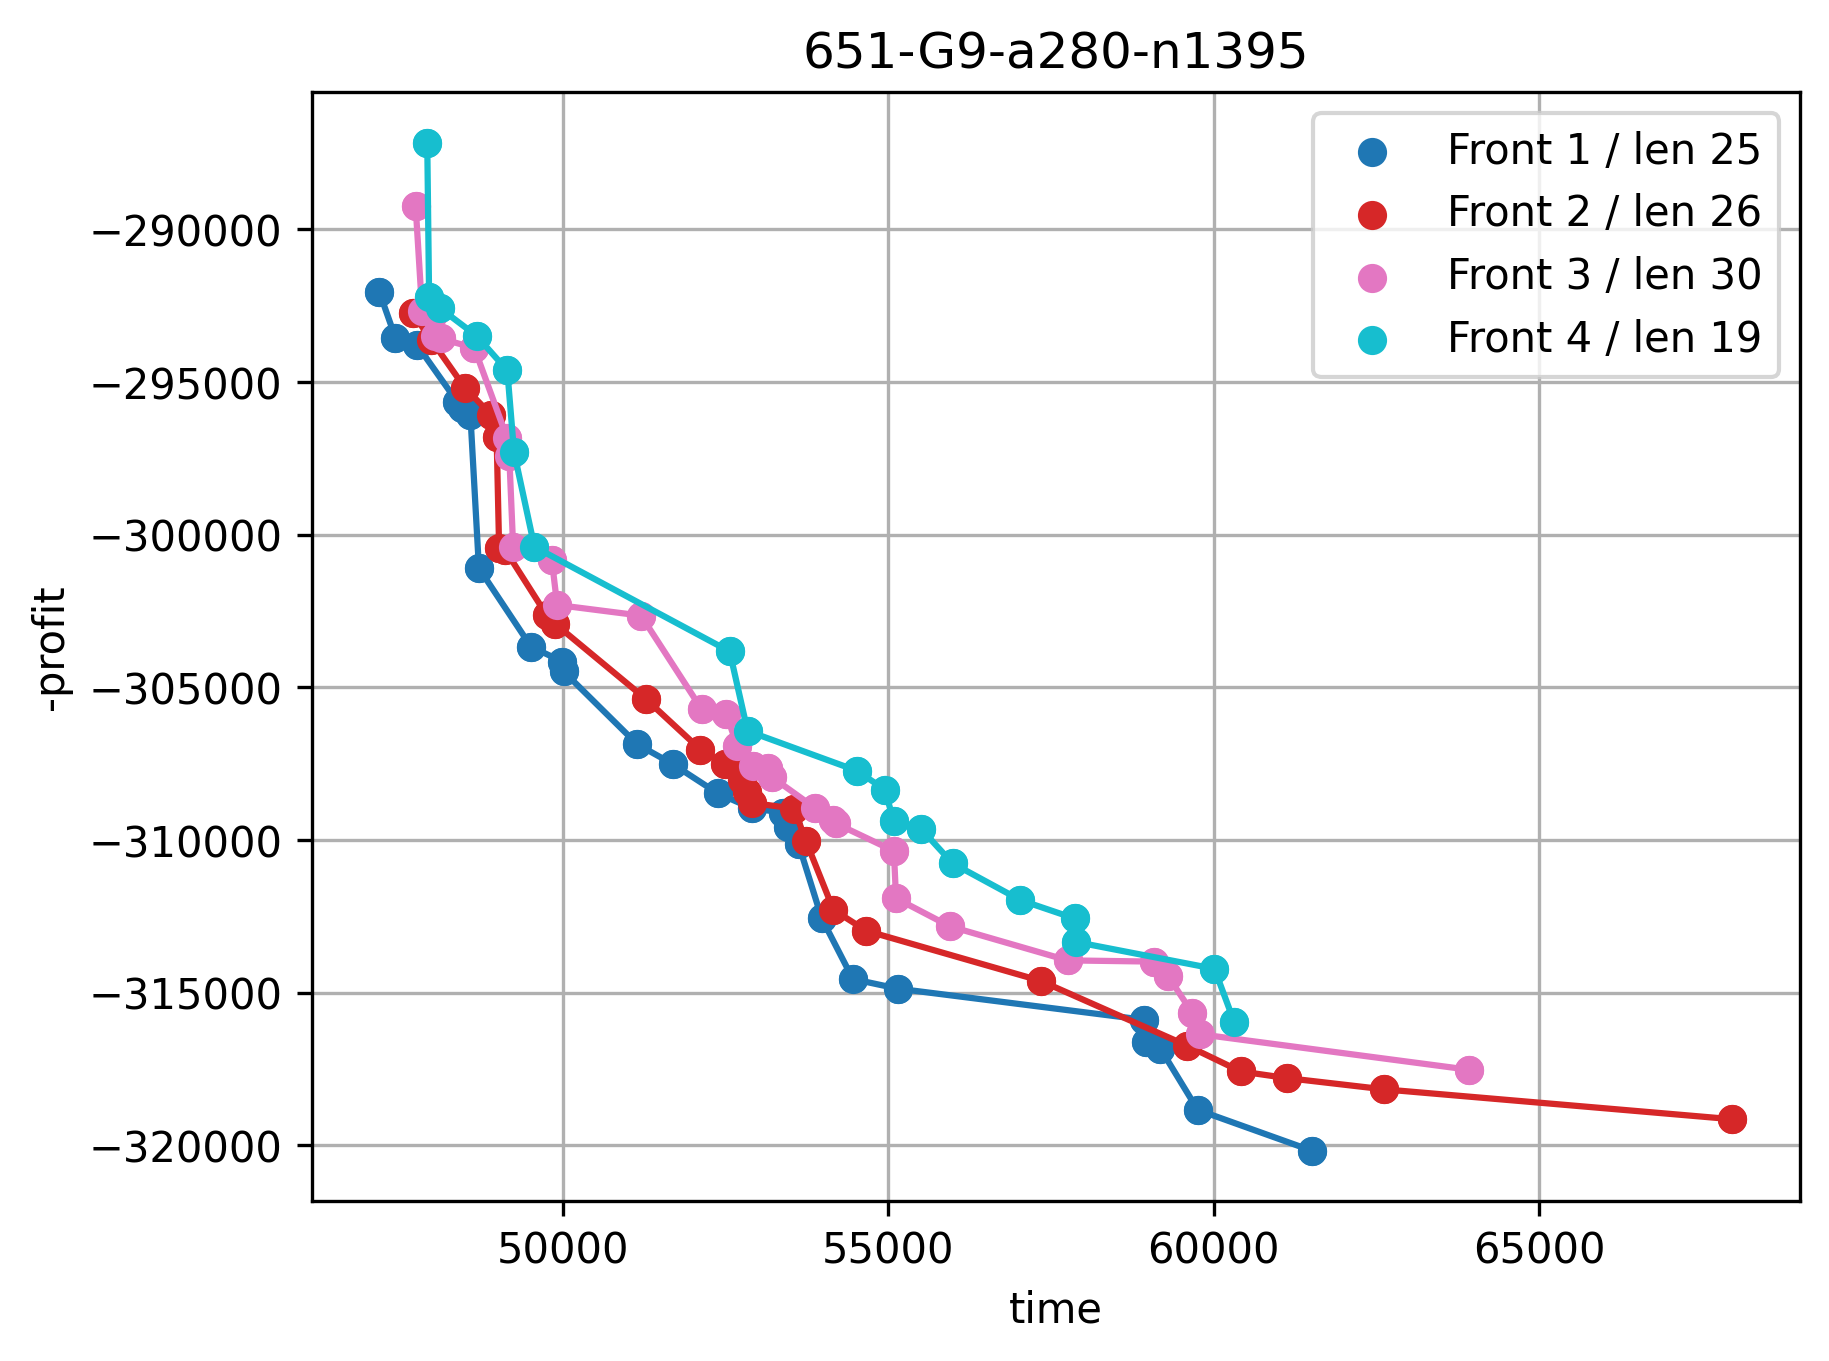 651-G9-a280-n1395
Front 1 / len 25
Front 2 / len 26
Front 3 / len 30
Front 4 / len 19
−290000
−295000
−300000
−305000
−310000
−315000
−320000
-profit
50000 55000 60000 65000
time